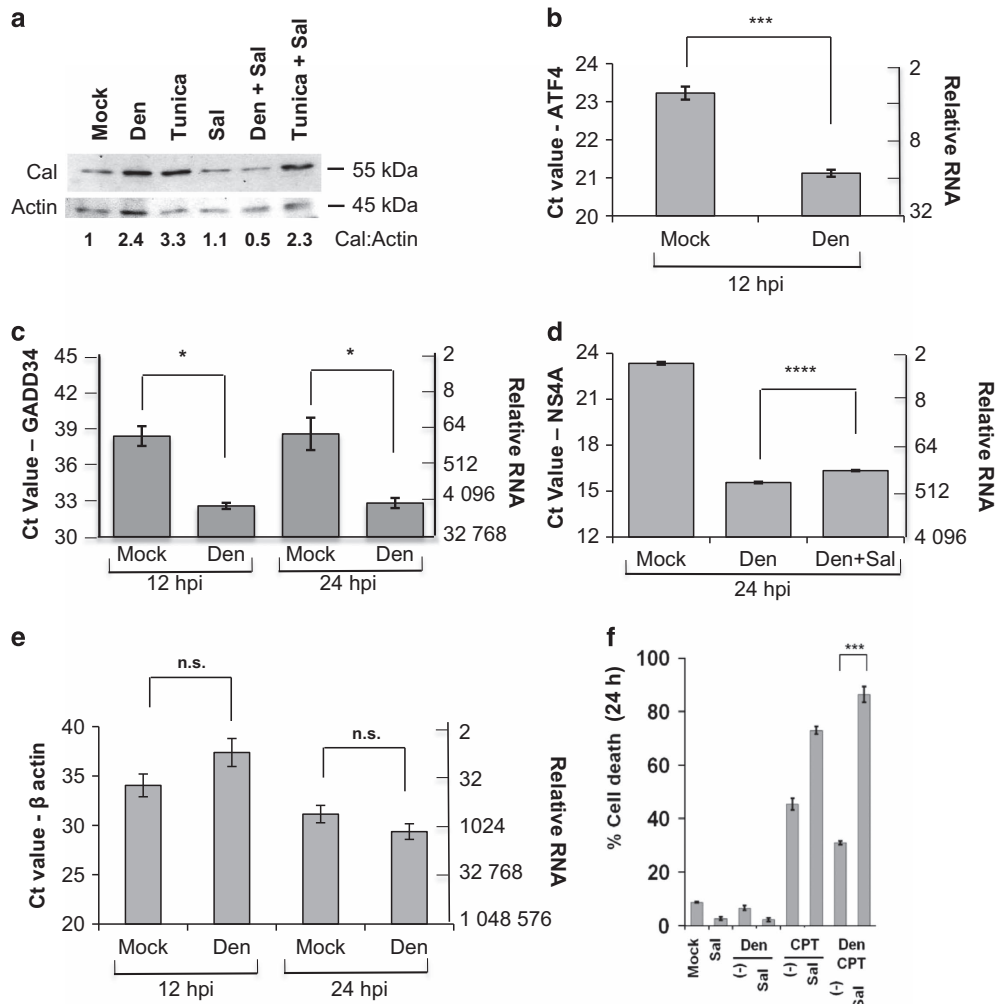 a
Mock
Den
Tunica
Sal
Den + Sal
Tunica + Sal
Cal
55 kDa
Actin
45 kDa
1 2.4 3.3 1.1 0.5 2.3 Cal:Actin
b
***
Ct value - ATF4
24
23
22
21
20
2
8
32
Relative RNA
Mock Den
12 hpi
c
* *
Ct Value – GADD34
45
42
39
36
33
30
2
8
64
512
4 096
32 768
Relative RNA
Mock Den Mock Den
12 hpi 24 hpi
d
****
Ct Value – NS4A
24
21
18
15
12
2
8
64
512
4 096
Relative RNA
Mock Den Den+Sal
24 hpi
e
n.s.
n.s.
Ct value - β actin
40
35
30
25
20
2
32
1024
32 768
1 048 576
Relative RNA
Mock Den Mock Den
12 hpi 24 hpi
f
***
% Cell death (24 h)
100
80
60
40
20
0
Mock
Sal
Den
(-)
Sal
CPT
(-)
Sal
Den
CPT
(-)
Sal